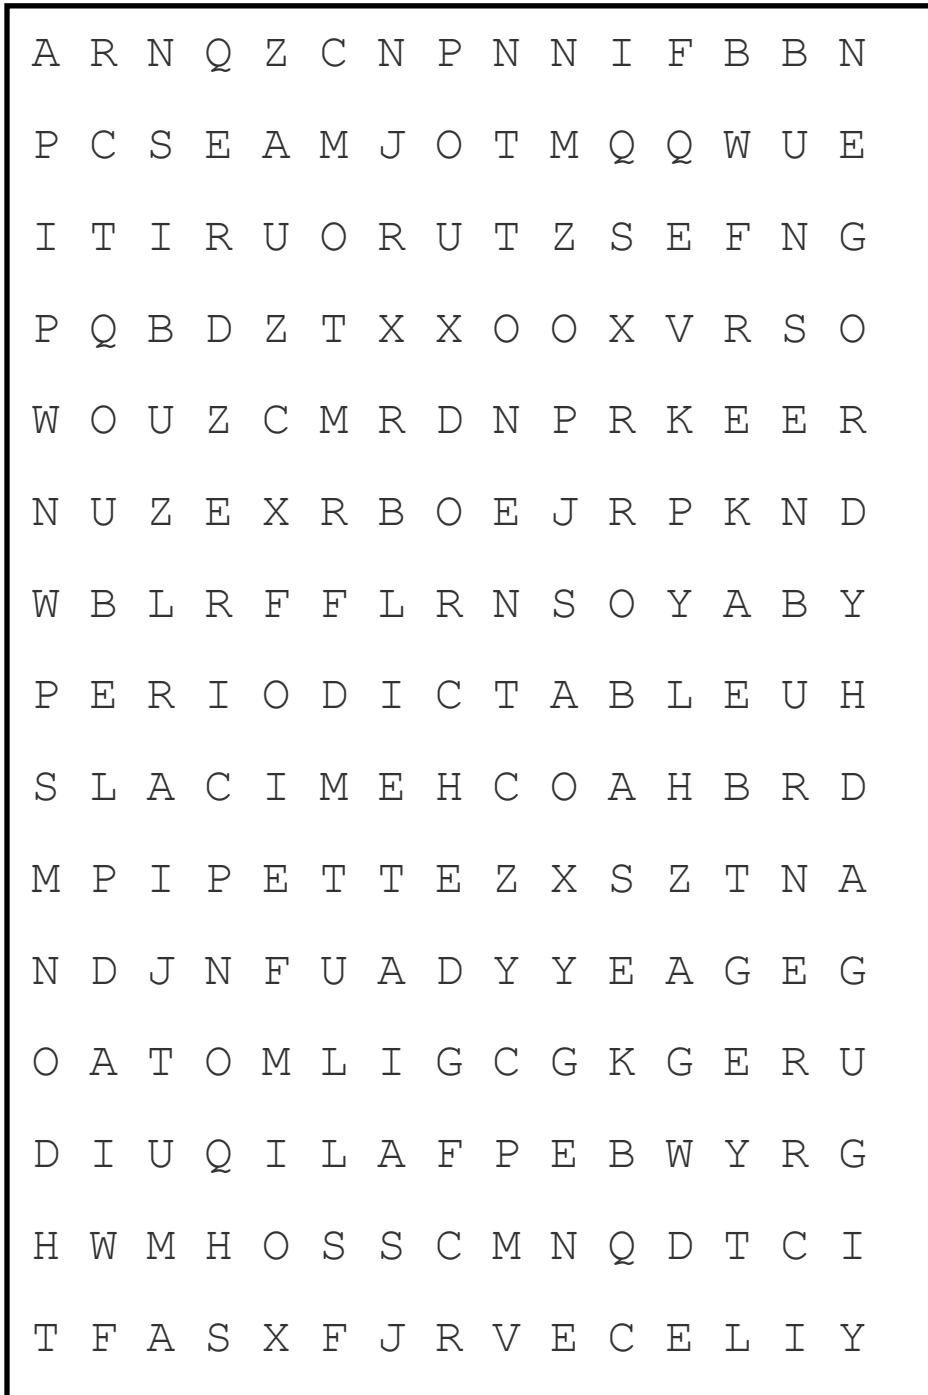 A R N Q Z C N P N N I F B B N
P C S E A M J O T M Q Q W U E
I T I R U O R U T Z S E F N G
P Q B D Z T X X O O X V R S O
W O U Z C M R D N P R K E E R
N U Z E X R B O E J R P K N D
W B L R F F L R N S O Y A B Y
P E R I O D I C T A B L E U H
S L A C I M E H C O A H B R D
M P I P E T T E Z X S Z T N A
N D J N F U A D Y Y E A G E G
O A T O M L I G C G K G E R U
D I U Q I L A F P E B W Y R G
H W M H O S S C M N Q D T C I
T F A S X F J R V E C E L I Y